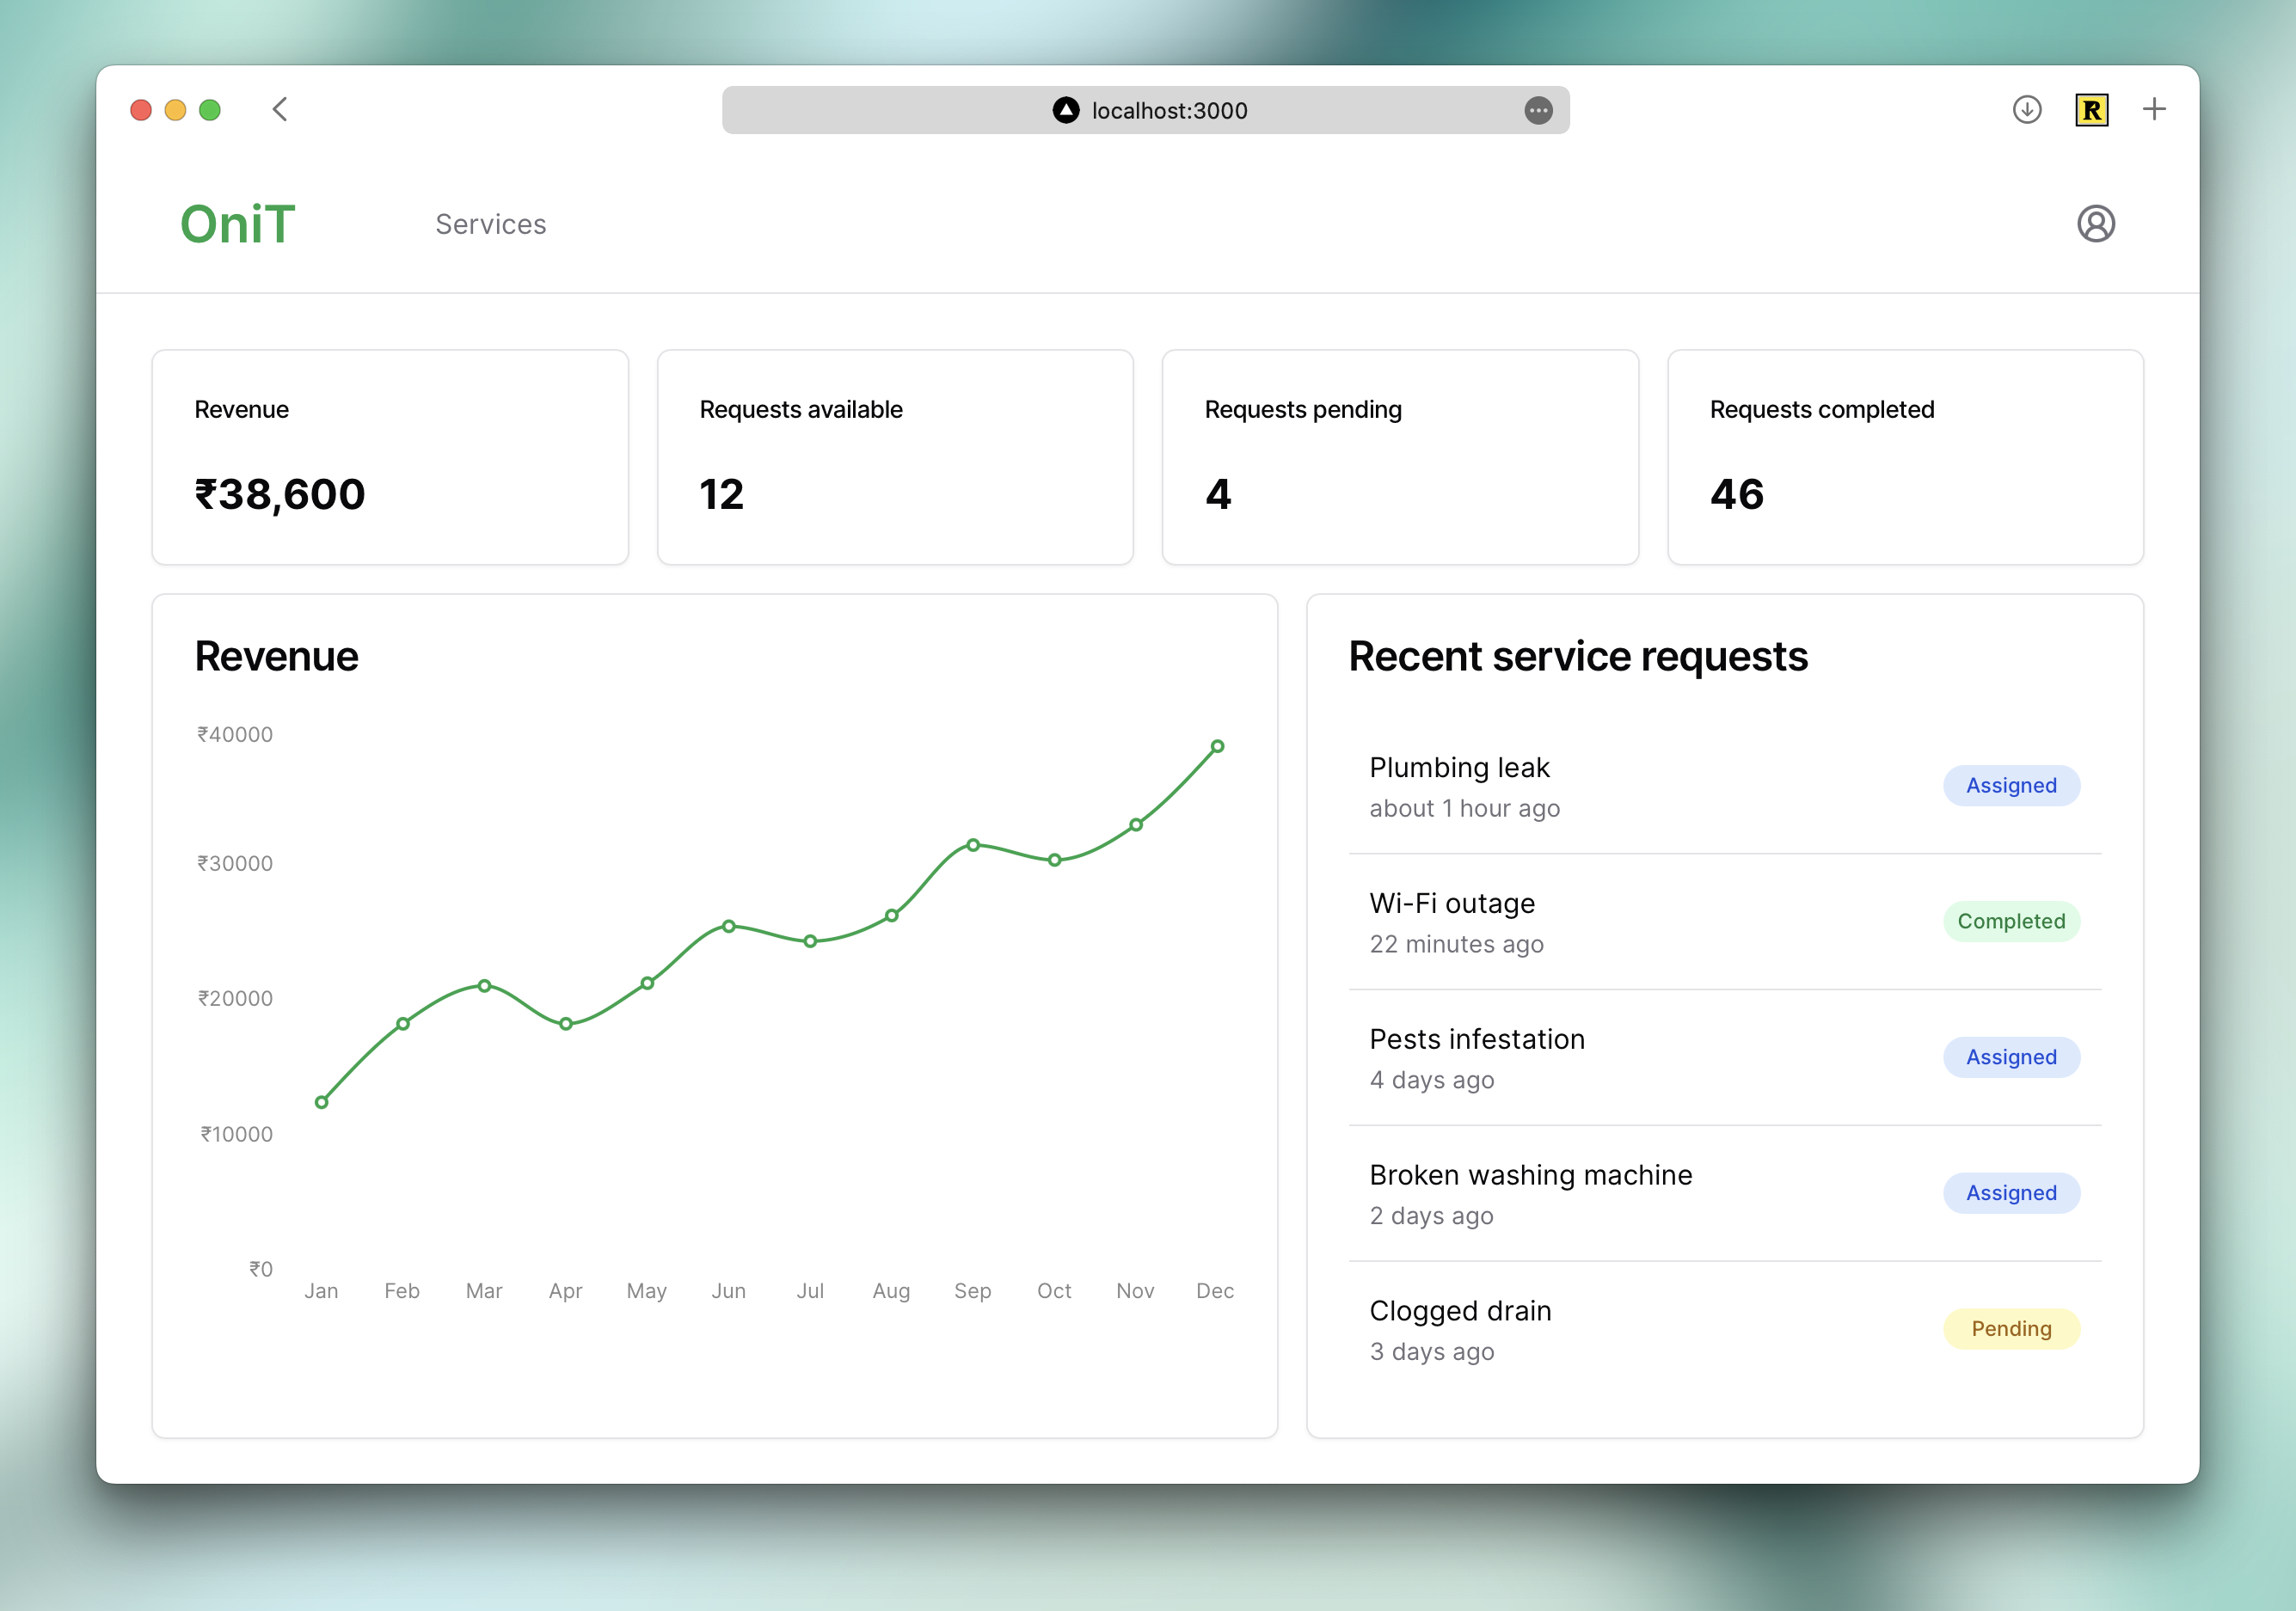 localhost:3000
R
OniT
Services
Revenue
₹38,600
Requests available
12
Requests pending
4
Requests completed
46
Revenue
₹40000
₹30000
₹20000
₹10000
₹0
Jan Feb Mar Apr May Jun Jul Aug Sep Oct Nov Dec
Recent service requests
Plumbing leak
about 1 hour ago
Assigned
Wi-Fi outage
22 minutes ago
Completed
Pests infestation
4 days ago
Assigned
Broken washing machine
2 days ago
Assigned
Clogged drain
3 days ago
Pending